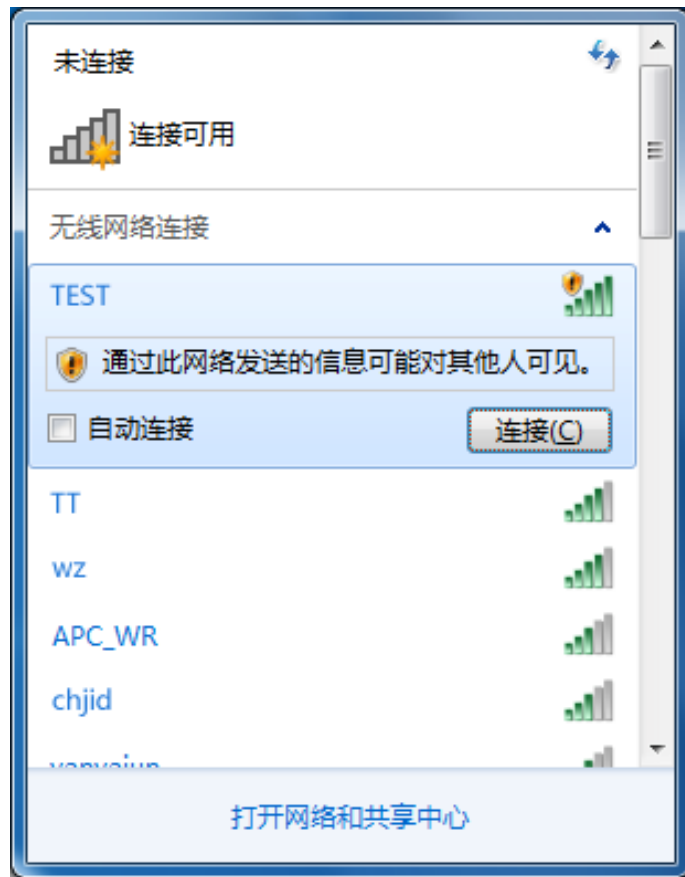 未连接
连接可用
无线网络连接
TEST
通过此网络发送的信息可能对其他人可见。
自动连接 连接(C)
TT
wz
APC_WR
chjid
打开网络和共享中心